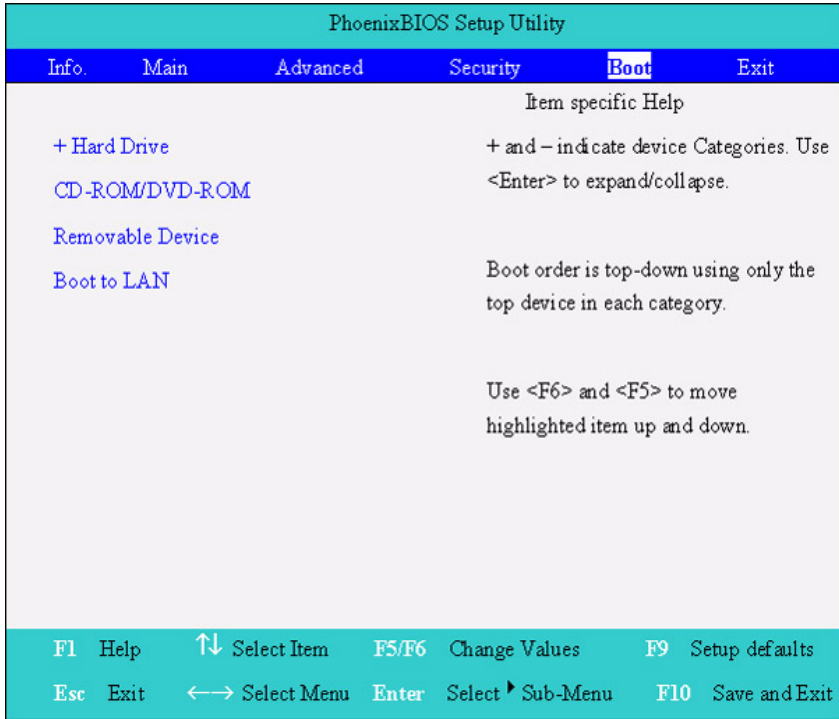 PhoenixBIOS Setup Utility
Info. Main Advanced Security Boot Exit
Item specific Help
+ Hard Drive
CD-ROM/DVD-ROM
Removable Device
Boot to LAN
+ and – indicate device Categories. Use
<Enter> to expand/collapse.
Boot order is top-down using only the
top device in each category.
Use <F6> and <F5> to move
highlighted item up and down.
F1 Help ↑↓ Select Item F5/F6 Change Values F9 Setup defaults
Esc Exit ←→ Select Menu Enter Select ▸ Sub-Menu F10 Save and Exit